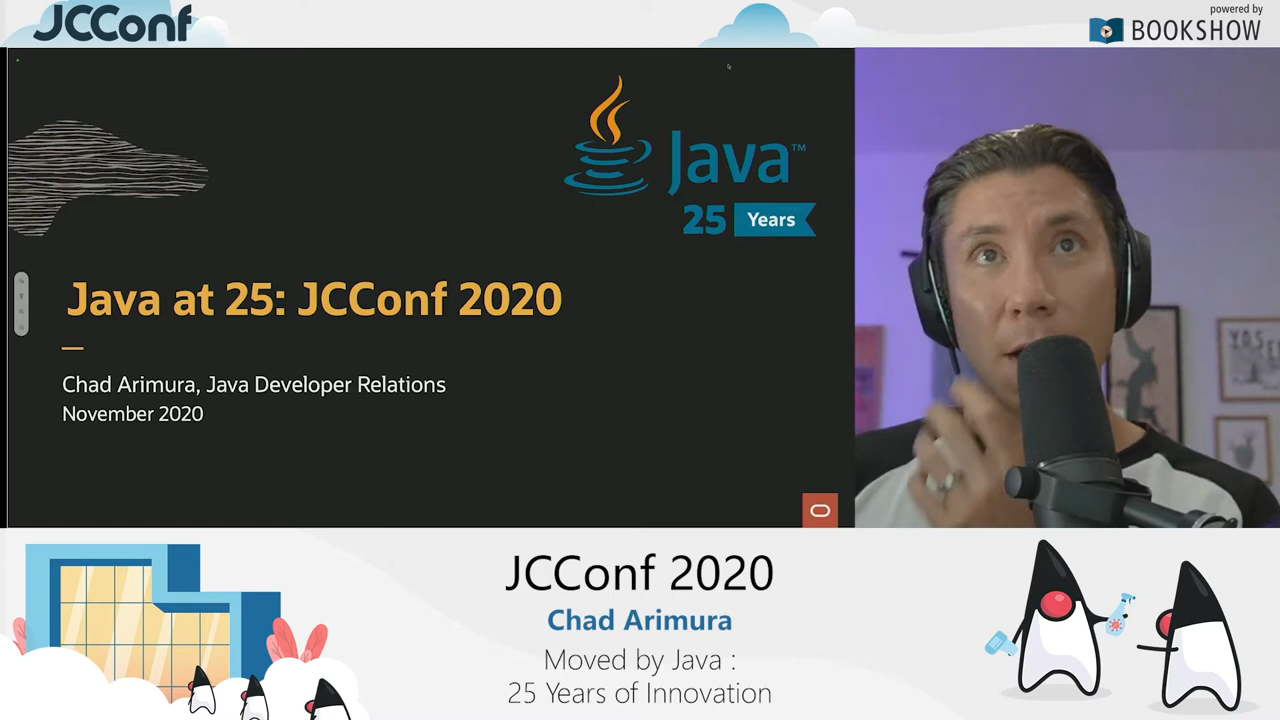 JCConf
powered by
BOOKSHOW
Java™
25 Years
Java at 25: JCConf 2020
Chad Arimura, Java Developer Relations
November 2020
JCConf 2020
Chad Arimura
Moved by Java :
25 Years of Innovation